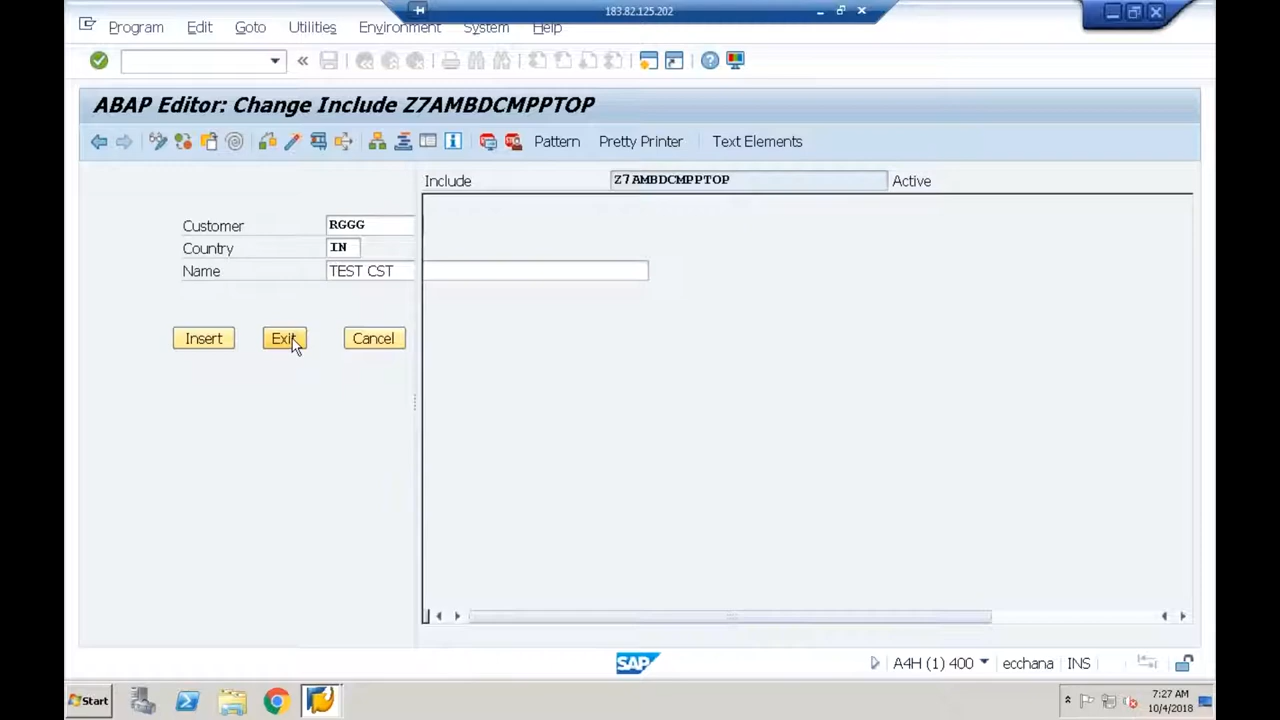 183.82.125.202
Program Edit Goto Utilities Environment System Help
ABAP Editor: Change Include Z7AMBDCMPPTOP
Pattern Pretty Printer Text Elements
Include Z7AMBDCMPPTOP Active
Customer RGGG
Country IN
Name TEST CST
Insert Exit Cancel
SAP A4H (1) 400 ecchana INS
Start 7:27 AM
10/4/2018